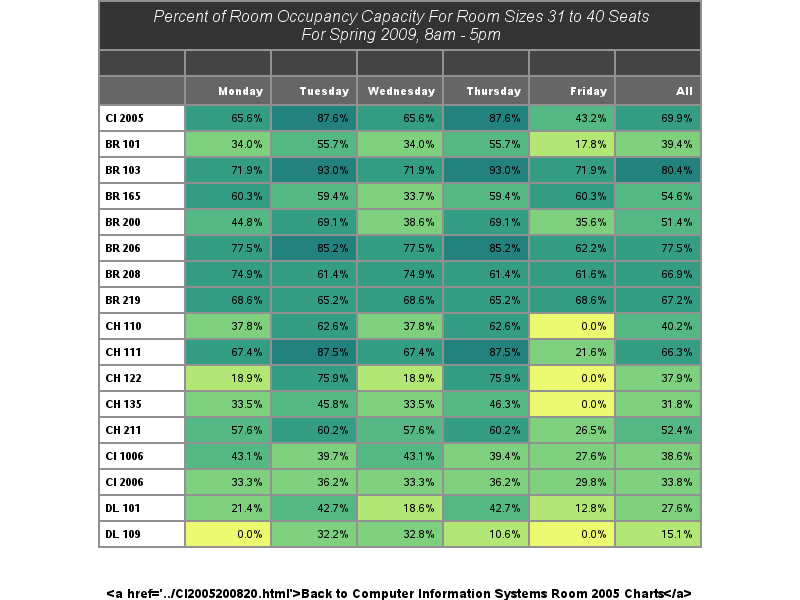 Percent of Room Occupancy Capacity For Room Sizes 31 to 40 Seats
For Spring 2009, 8am - 5pm
Monday Tuesday Wednesday Thursday Friday All
CI 2005 65.6% 87.6% 65.6% 87.6% 43.2% 69.9%
BR 101 34.0% 55.7% 34.0% 55.7% 17.8% 39.4%
BR 103 71.9% 93.0% 71.9% 93.0% 71.9% 80.4%
BR 165 60.3% 59.4% 33.7% 59.4% 60.3% 54.6%
BR 200 44.8% 69.1% 38.6% 69.1% 35.6% 51.4%
BR 206 77.5% 85.2% 77.5% 85.2% 62.2% 77.5%
BR 208 74.9% 61.4% 74.9% 61.4% 61.6% 66.9%
BR 219 68.6% 65.2% 68.6% 65.2% 68.6% 67.2%
CH 110 37.8% 62.6% 37.8% 62.6% 0.0% 40.2%
CH 111 67.4% 87.5% 67.4% 87.5% 21.6% 66.3%
CH 122 18.9% 75.9% 18.9% 75.9% 0.0% 37.9%
CH 135 33.5% 45.8% 33.5% 46.3% 0.0% 31.8%
CH 211 57.6% 60.2% 57.6% 60.2% 26.5% 52.4%
CI 1006 43.1% 39.7% 43.1% 39.4% 27.6% 38.6%
CI 2006 33.3% 36.2% 33.3% 36.2% 29.8% 33.8%
DL 101 21.4% 42.7% 18.6% 42.7% 12.8% 27.6%
DL 109 0.0% 32.2% 32.8% 10.6% 0.0% 15.1%
&lt;a href='../CI2005200820.html'&gt;Back to Computer Information Systems Room 2005 Charts&lt;/a&gt;